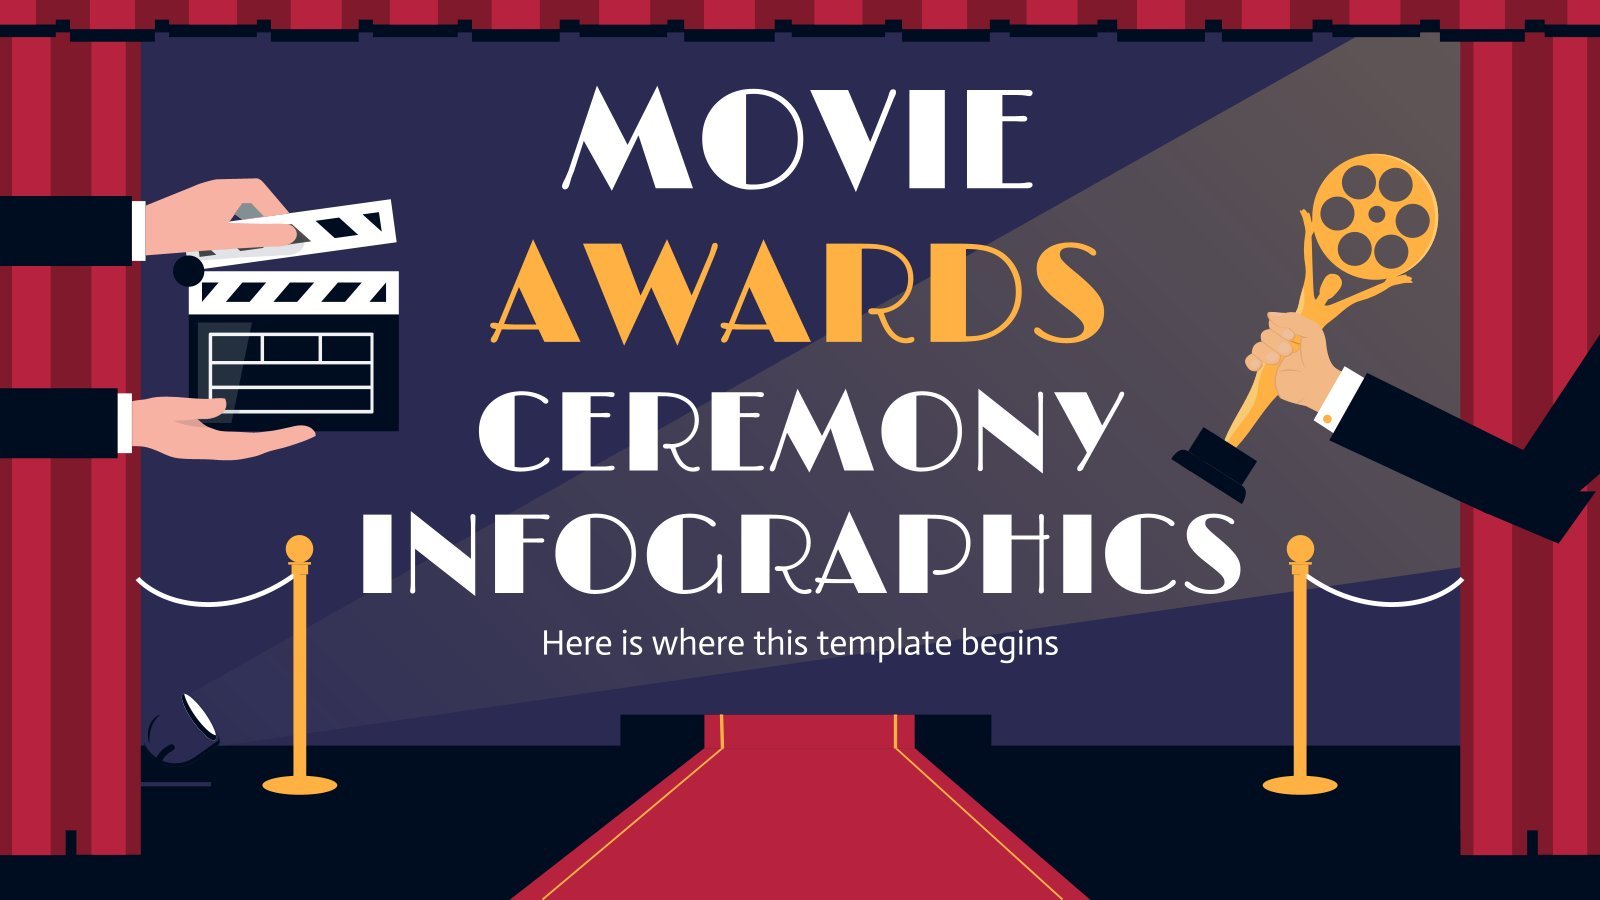 MOVIE
AWARDS
CEREMONY
INFOGRAPHICS
Here is where this template begins